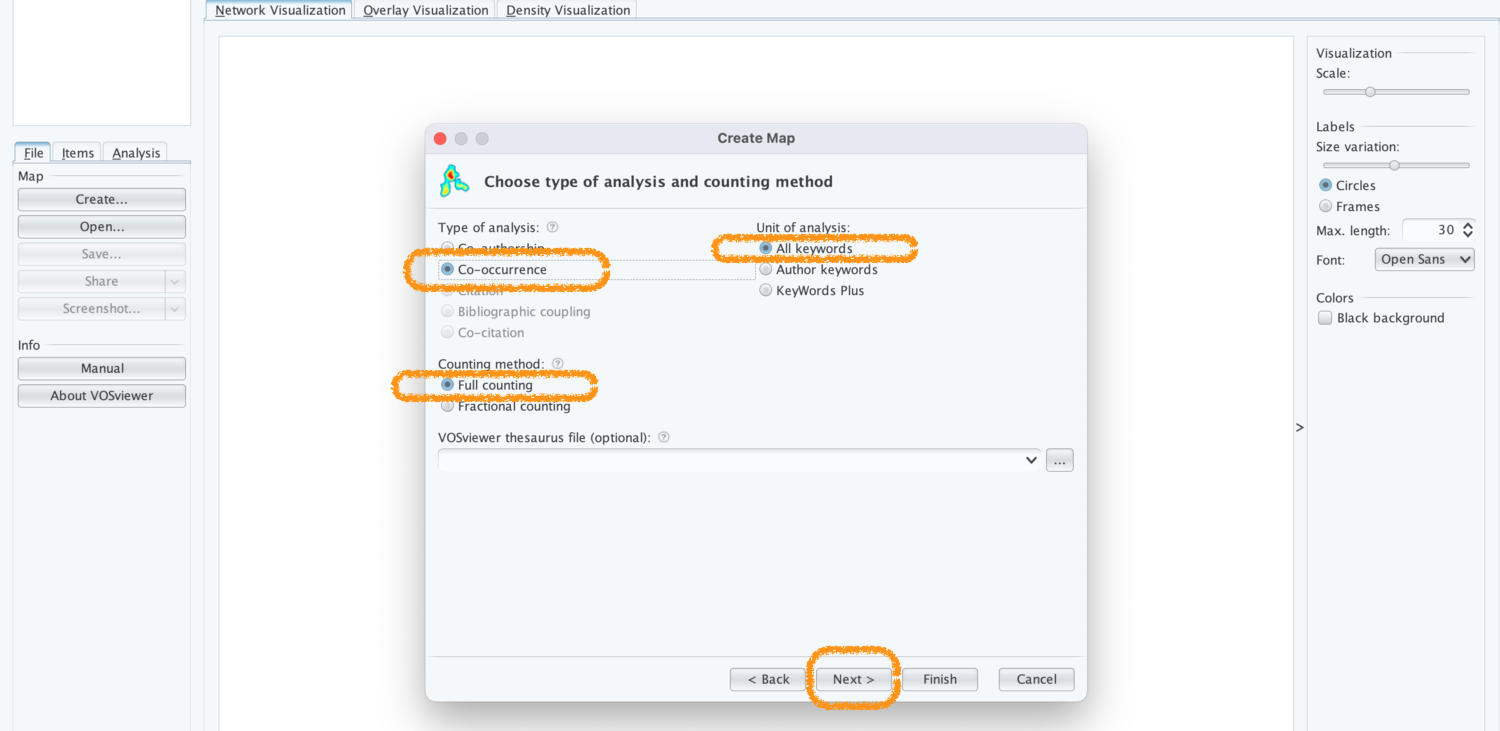 Network Visualization
Overlay Visualization
Density Visualization
File
Items
Analysis
Map
Create...
Open...
Save...
Share
Screenshot...
Info
Manual
About VOSviewer
Create Map
Choose type of analysis and counting method
Type of analysis: ?
Co-authorship
Co-occurrence
Citation
Bibliographic coupling
Co-citation
Unit of analysis:
All keywords
Author keywords
KeyWords Plus
Counting method: ?
Full counting
Fractional counting
VOSviewer thesaurus file (optional): ?
...
< Back
Next >
Finish
Cancel
>
Visualization
Scale:
Labels
Size variation:
Circles
Frames
Max. length: 30
Font: Open Sans
Colors
Black background